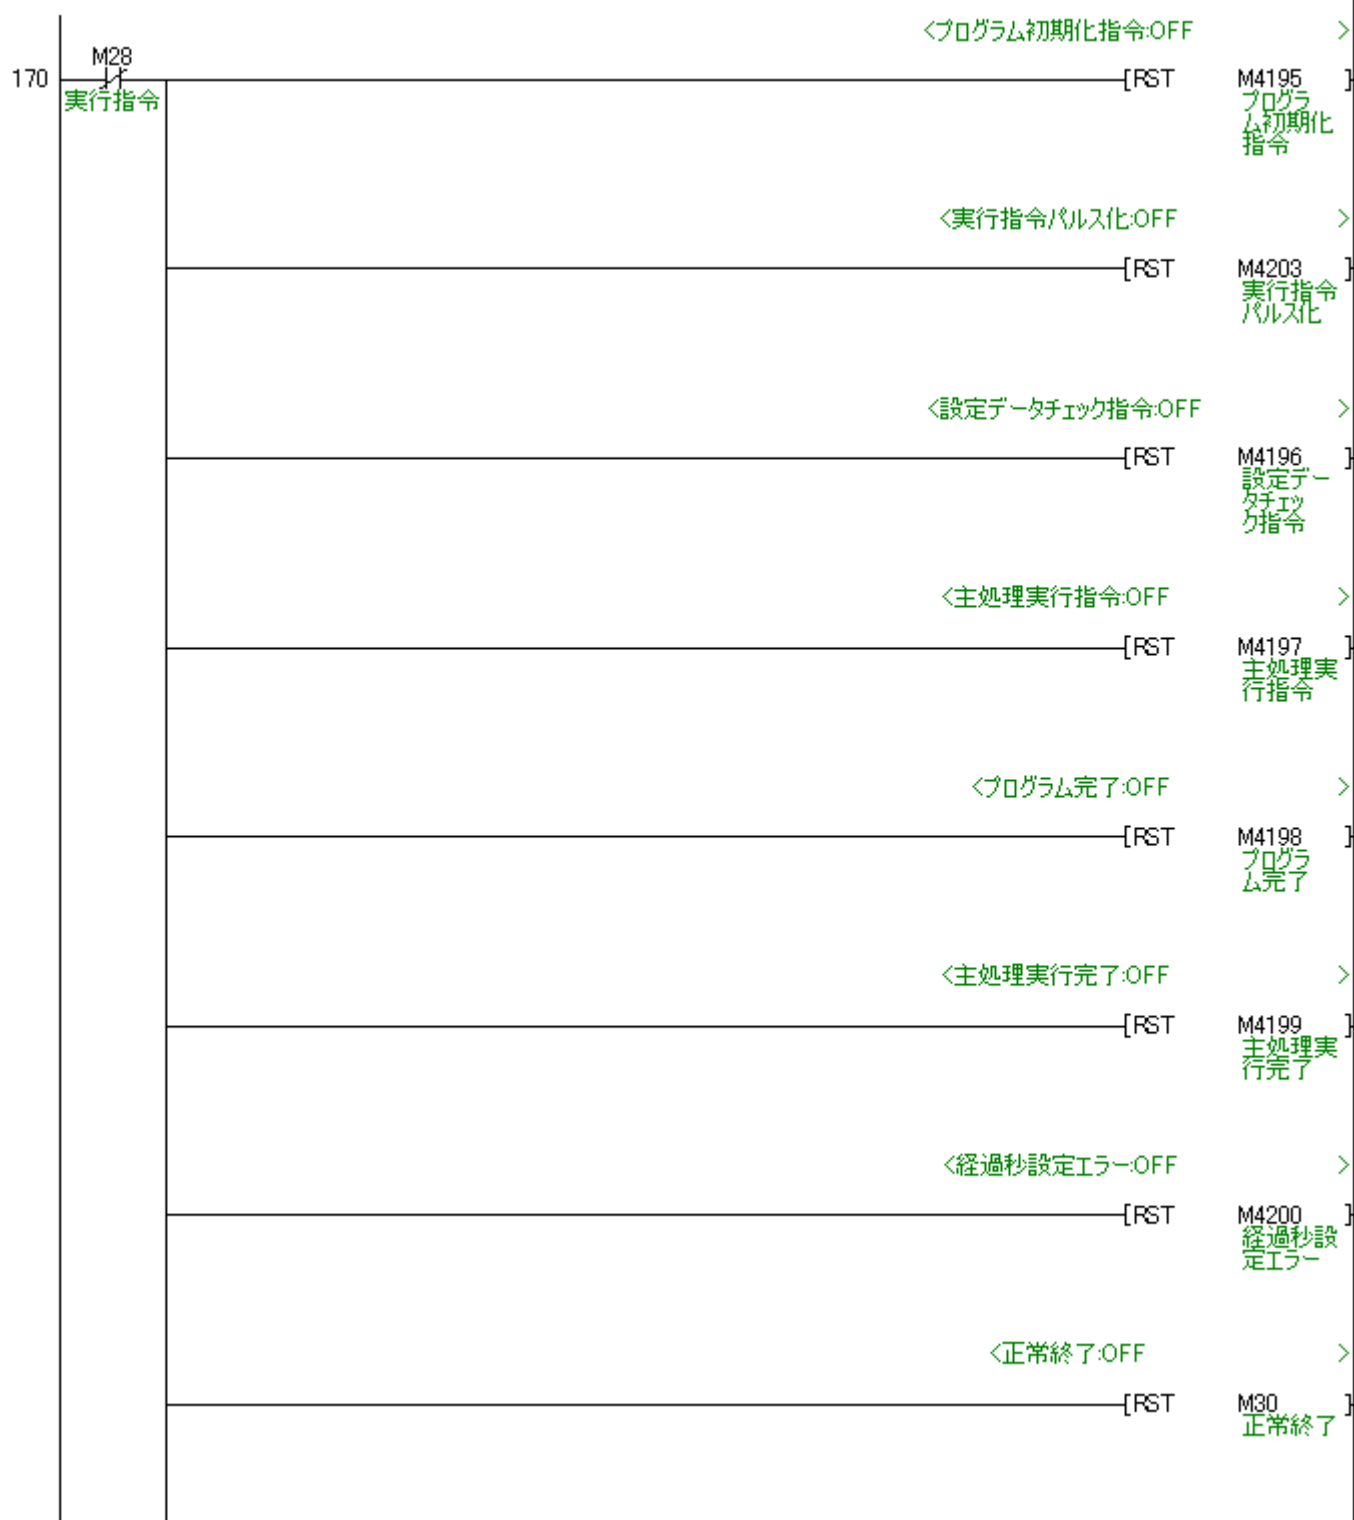 <プログラム初期化指令:OFF >
M28
170 [RST M4195 ]
実行指令
プログラ
ム初期化
指令
<実行指令パルス化:OFF >
[RST M4203 ]
実行指令
パルス化
<設定データチェック指令:OFF >
[RST M4196 ]
設定デー
タチェッ
ク指令
<主処理実行指令:OFF >
[RST M4197 ]
主処理実
行指令
<プログラム完了:OFF >
[RST M4198 ]
プログラ
ム完了
<主処理実行完了:OFF >
[RST M4199 ]
主処理実
行完了
<経過秒設定エラー:OFF >
[RST M4200 ]
経過秒設
定エラー
<正常終了:OFF >
[RST M30 ]
正常終了